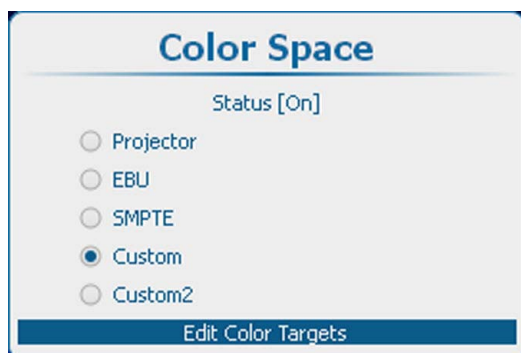 Color Space
Status [On]
Projector
EBU
SMPTE
Custom
Custom2
Edit Color Targets